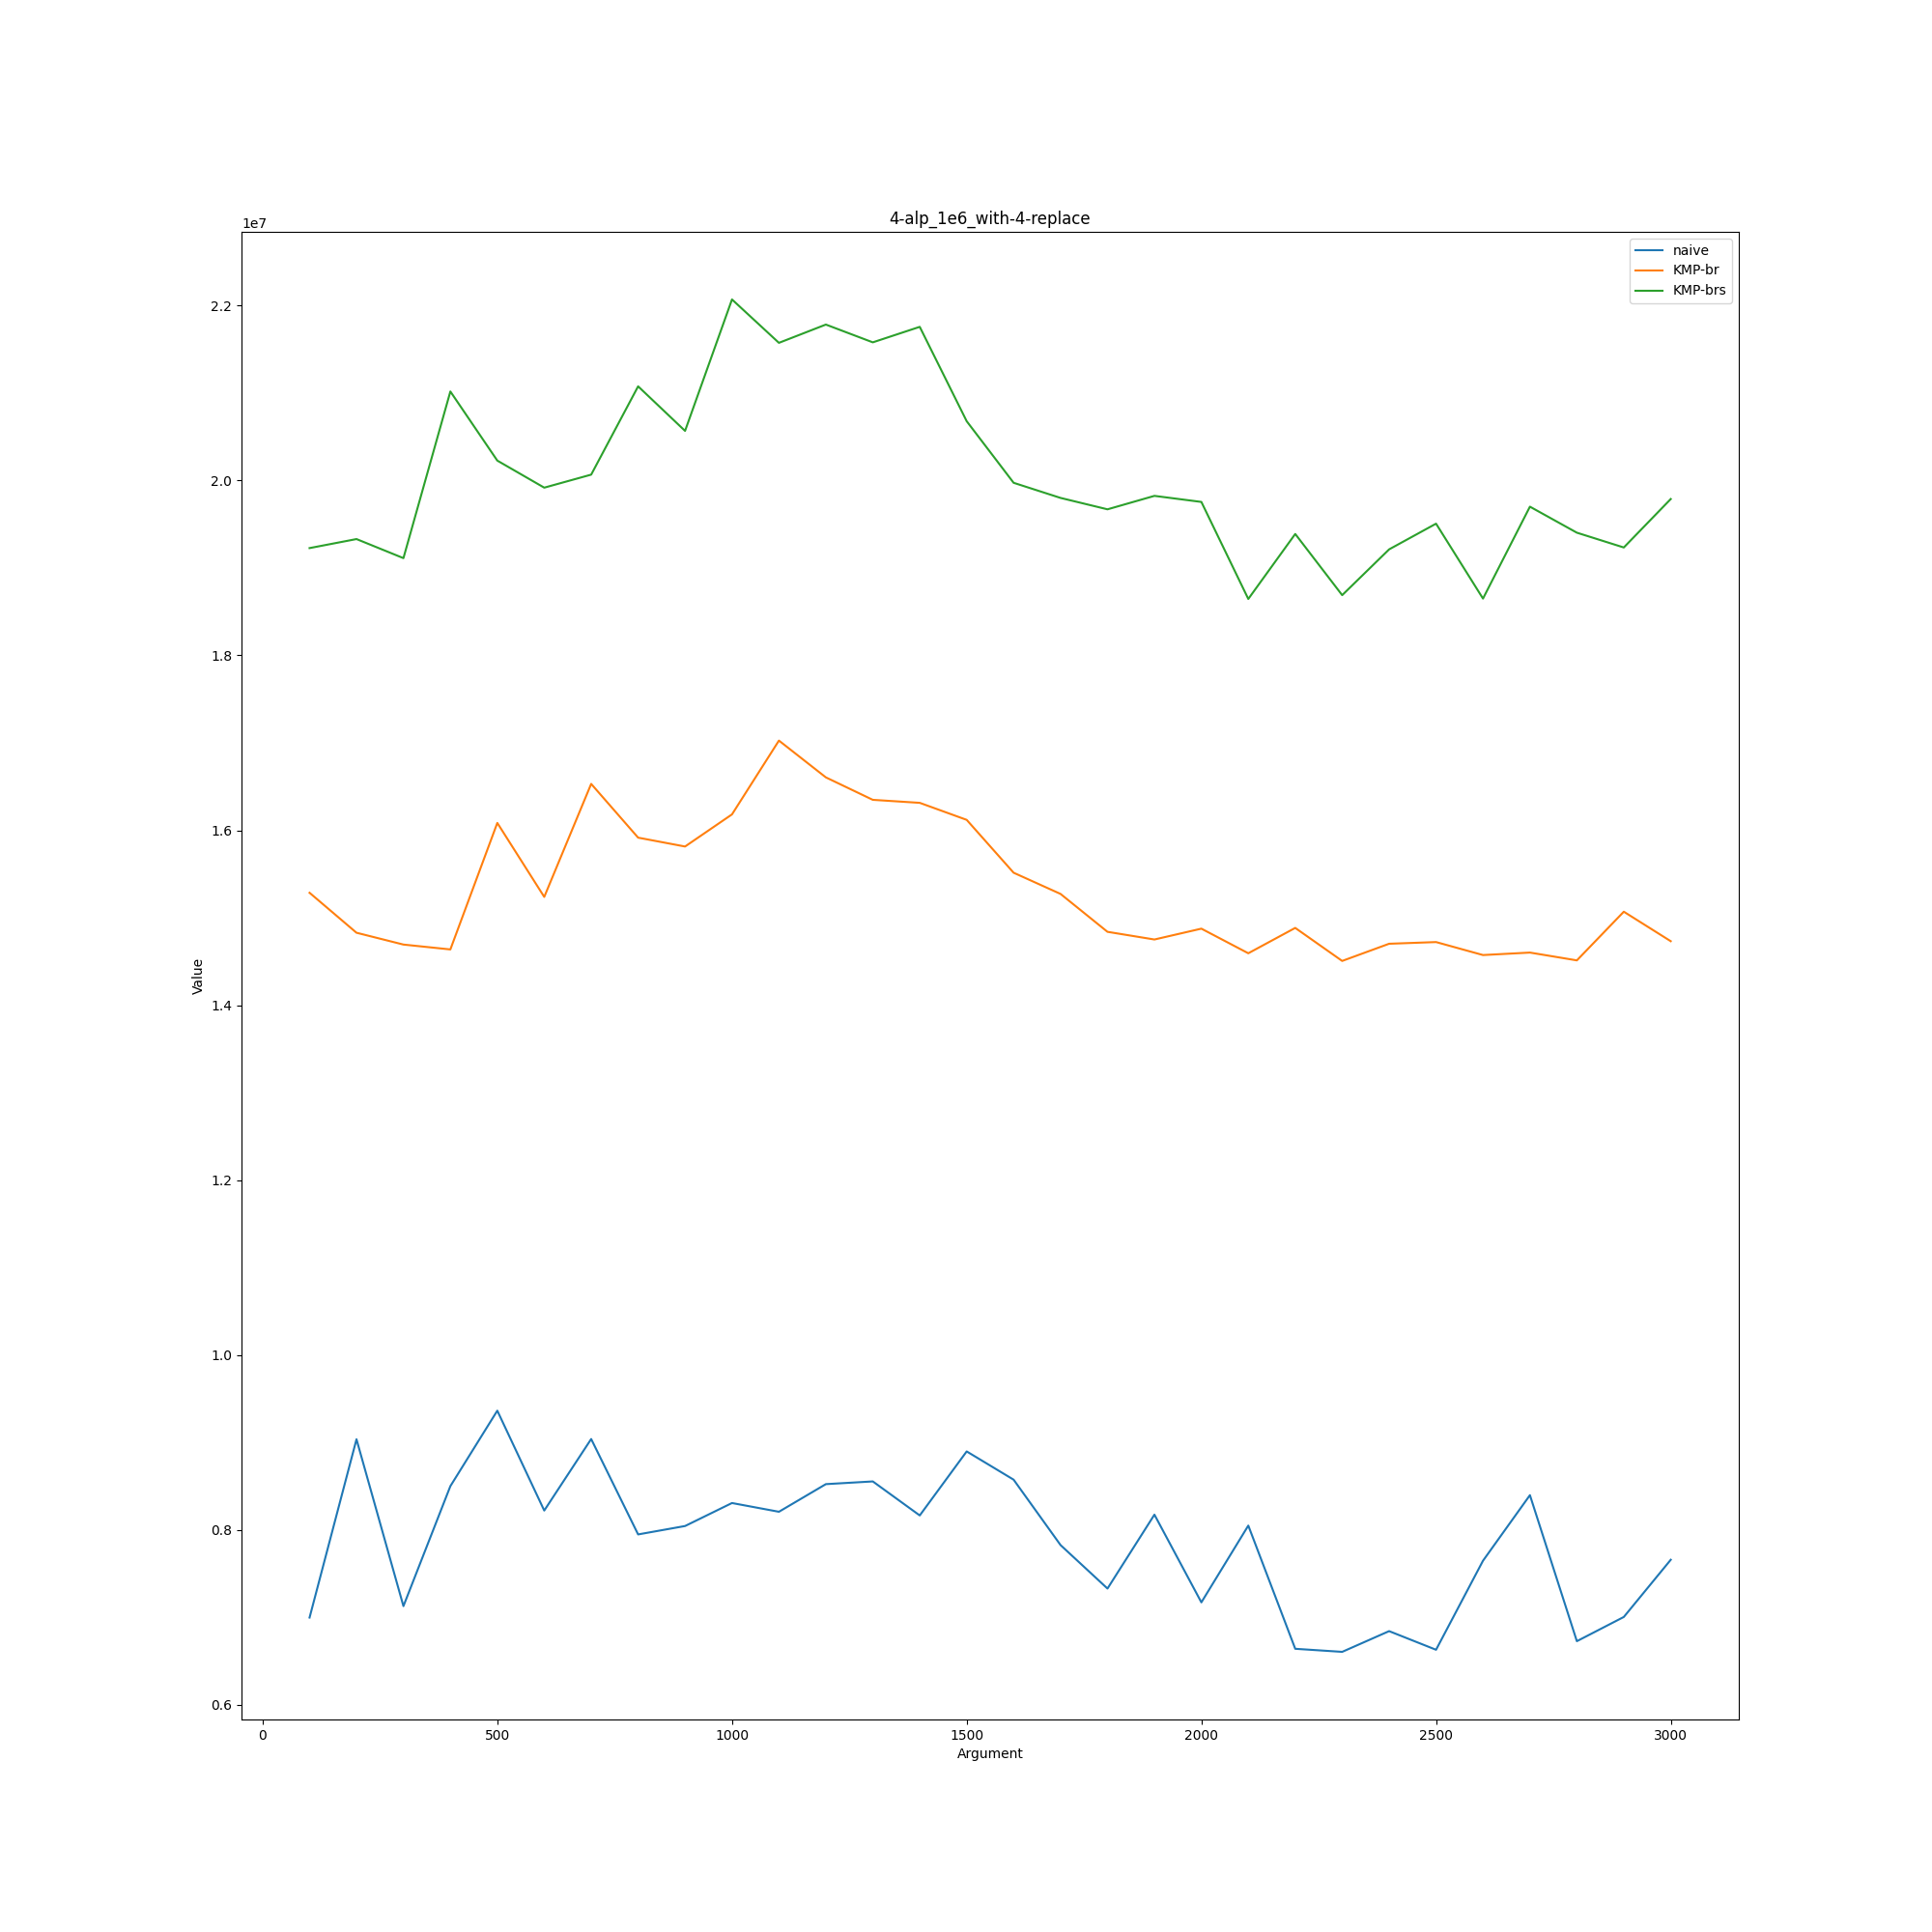 4-alp_1e6_with-4-replace
1e7
naive
KMP-br
KMP-brs
2.2
2.0
1.8
1.6
1.4
1.2
1.0
0.8
0.6
Value
0 500 1000 1500 2000 2500 3000
Argument